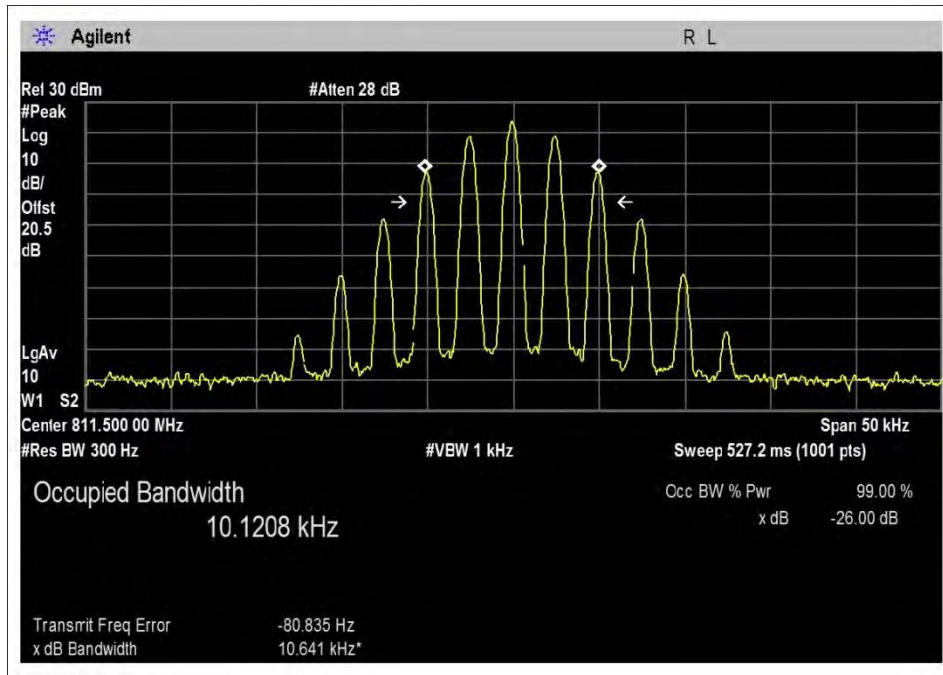 Agilent
R L
Ref 30 dBm #Atten 28 dB
#Peak
Log
10
dB/
Offst
20.5
dB
LgAv
10
W1 S2
Center 811.500 00 MHz Span 50 kHz
#Res BW 300 Hz #VBW 1 kHz Sweep 527.2 ms (1001 pts)
Occupied Bandwidth Occ BW % Pwr 99.00 %
10.1208 kHz x dB -26.00 dB
Transmit Freq Error -80.835 Hz
x dB Bandwidth 10.641 kHz*